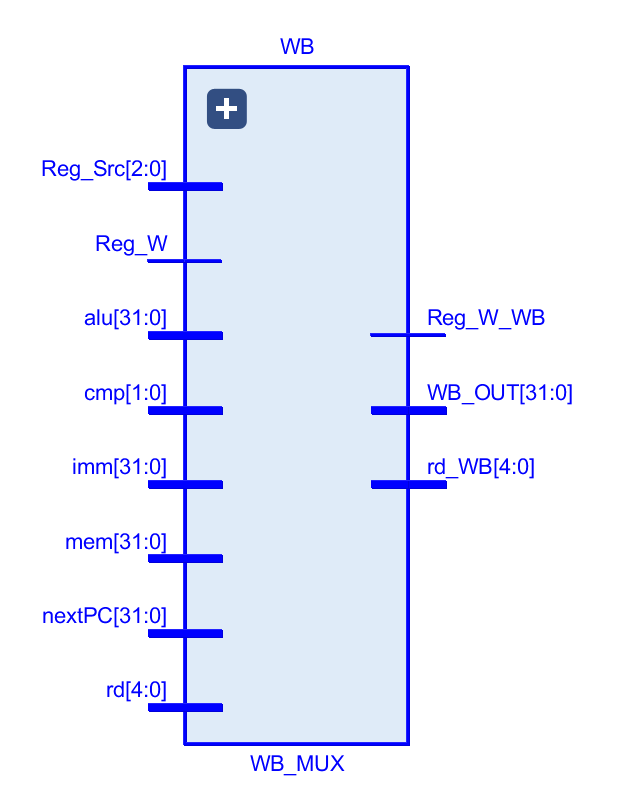 WB
Reg_Src[2:0]
Reg_W
alu[31:0]
Reg_W_WB
cmp[1:0]
WB_OUT[31:0]
imm[31:0]
rd_WB[4:0]
mem[31:0]
nextPC[31:0]
rd[4:0]
WB_MUX